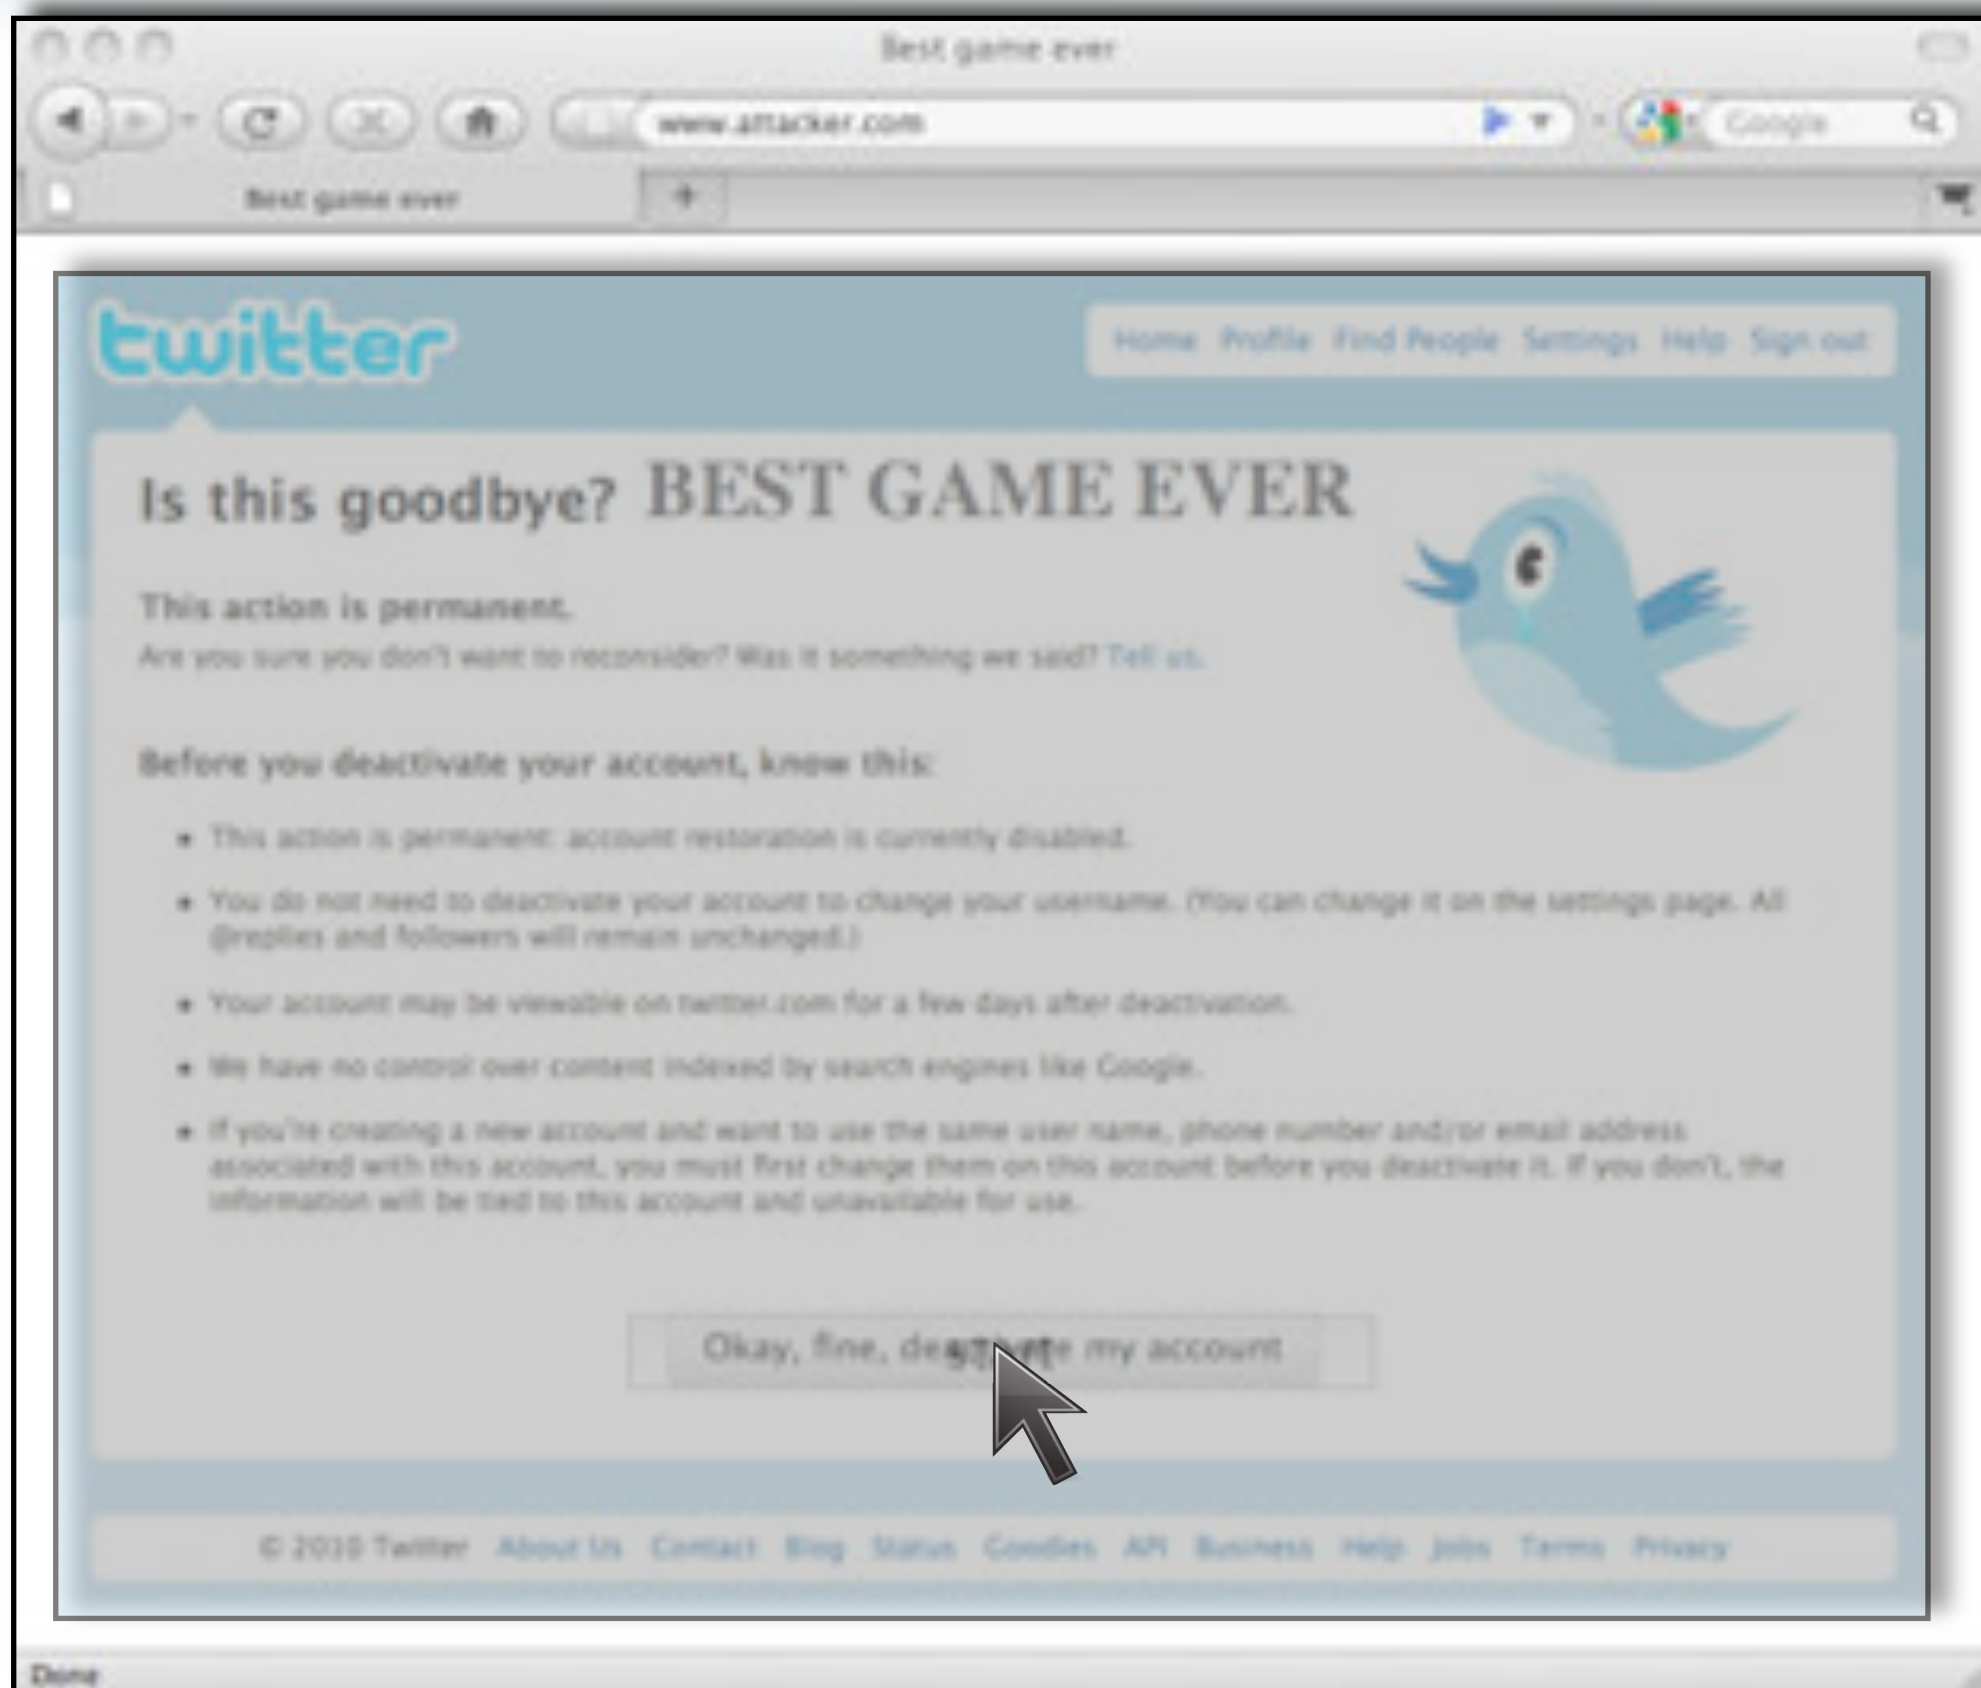 Best game ever
www.attacker.com
Google
Best game ever
+
twitter
Home Profile Find People Settings Help Sign out
Is this goodbye? BEST GAME EVER
This action is permanent.
Are you sure you don't want to reconsider? Was it something we said? Tell us.
Before you deactivate your account, know this:
This action is permanent: account restoration is currently disabled.
You do not need to deactivate your account to change your username. (You can change it on the settings page. All
@replies and followers will remain unchanged.)
Your account may be viewable on twitter.com for a few days after deactivation.
We have no control over content indexed by search engines like Google.
If you're creating a new account and want to use the same user name, phone number and/or email address
associated with this account, you must first change them on this account before you deactivate it. If you don't, the
information will be tied to this account and unavailable for use.
Okay, fine, deactivate my account
© 2010 Twitter About Us Contact Blog Status Goodies API Business Help Jobs Terms Privacy
Done